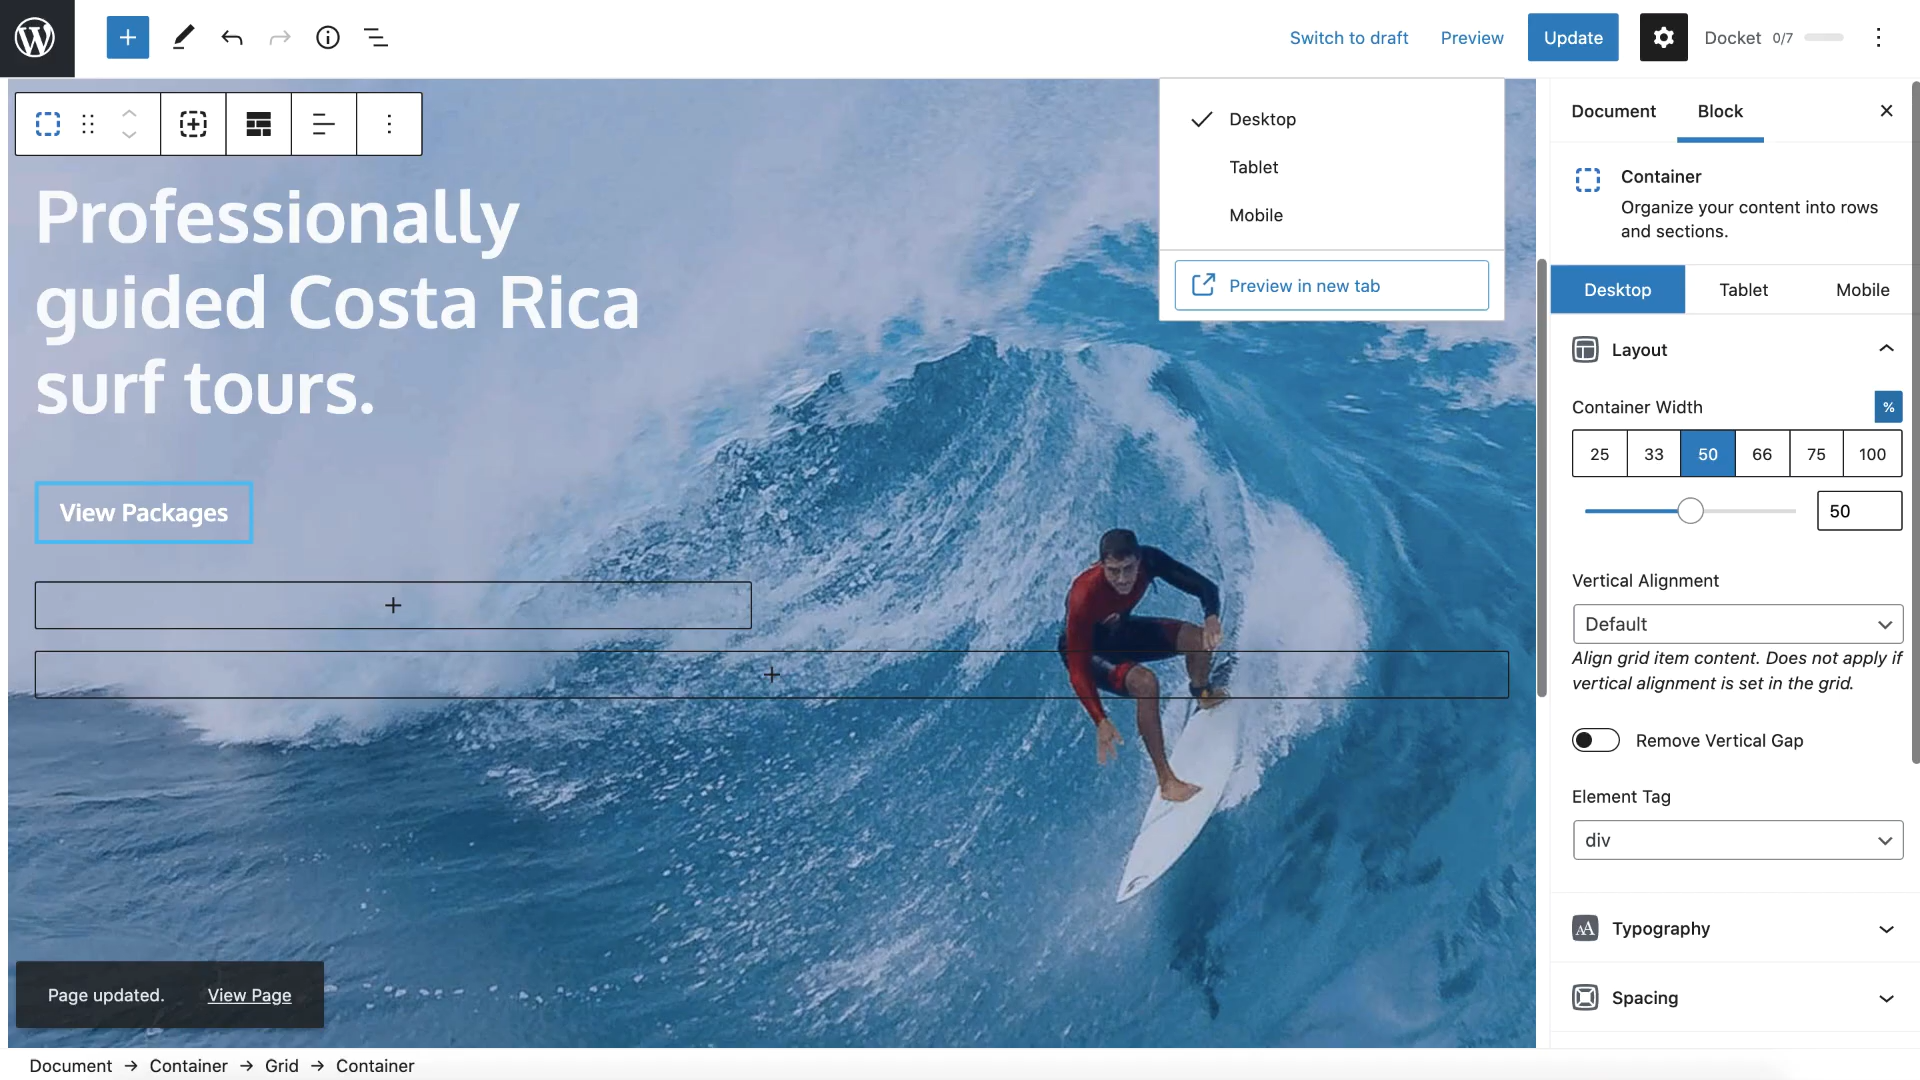 Switch to draft
Preview
Update
Docket 0/7
Desktop
Tablet
Mobile
Preview in new tab
Professionally
guided Costa Rica
surf tours.
View Packages
Page updated. View Page
Document → Container → Grid → Container
Document
Block
Container
Organize your content into rows
and sections.
Desktop
Tablet
Mobile
Layout
Container Width
%
25
33
50
66
75
100
50
Vertical Alignment
Default
Align grid item content. Does not apply if
vertical alignment is set in the grid.
Remove Vertical Gap
Element Tag
div
AA
Typography
Spacing